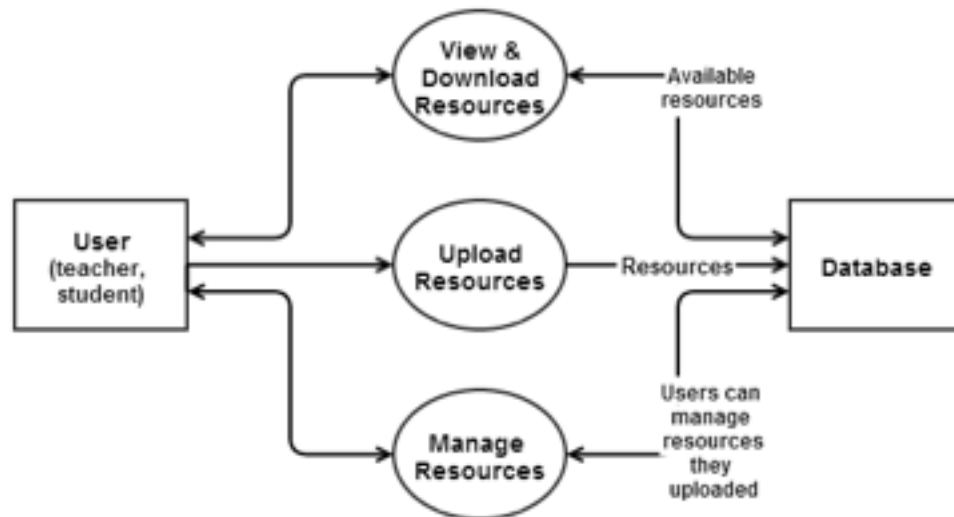 View &
Download
Resources
Available
resources
User
(teacher,
student)
Upload
Resources
Resources
Database
Manage
Resources
Users can
manage
resources
they
uploaded